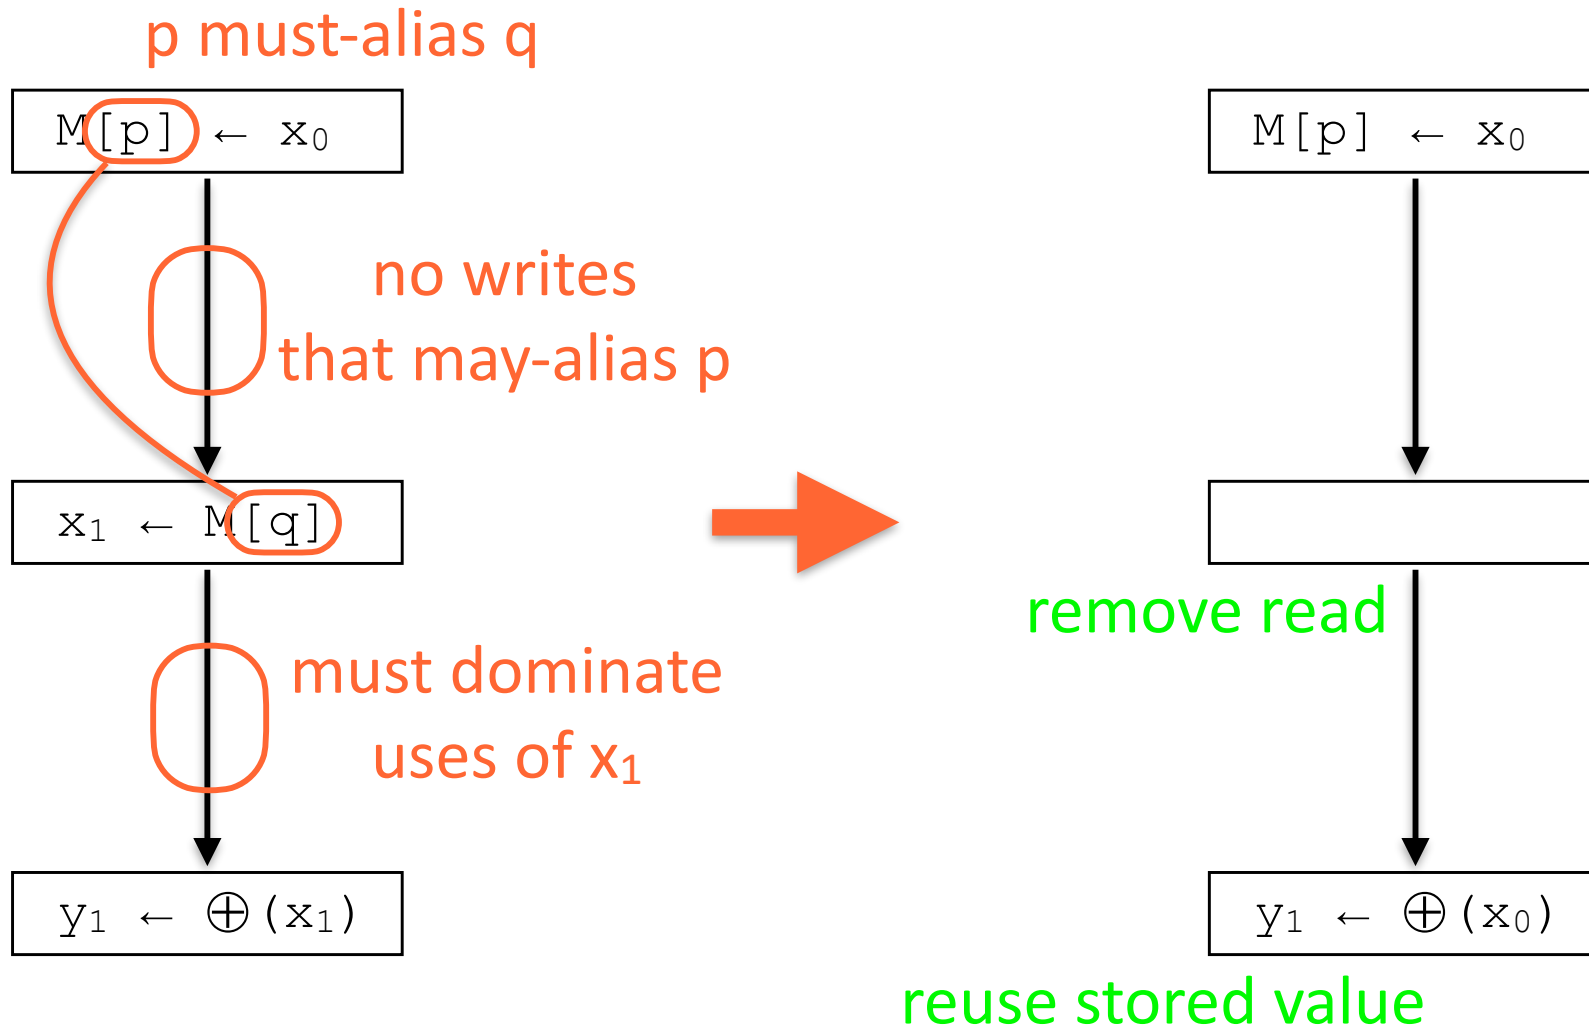 p must-alias q
M[p] ← x₀
no writes
that may-alias p
x₁ ← M[q]
must dominate
uses of x₁
y₁ ← ⊕(x₁)
M[p] ← x₀
remove read
y₁ ← ⊕(x₀)
reuse stored value